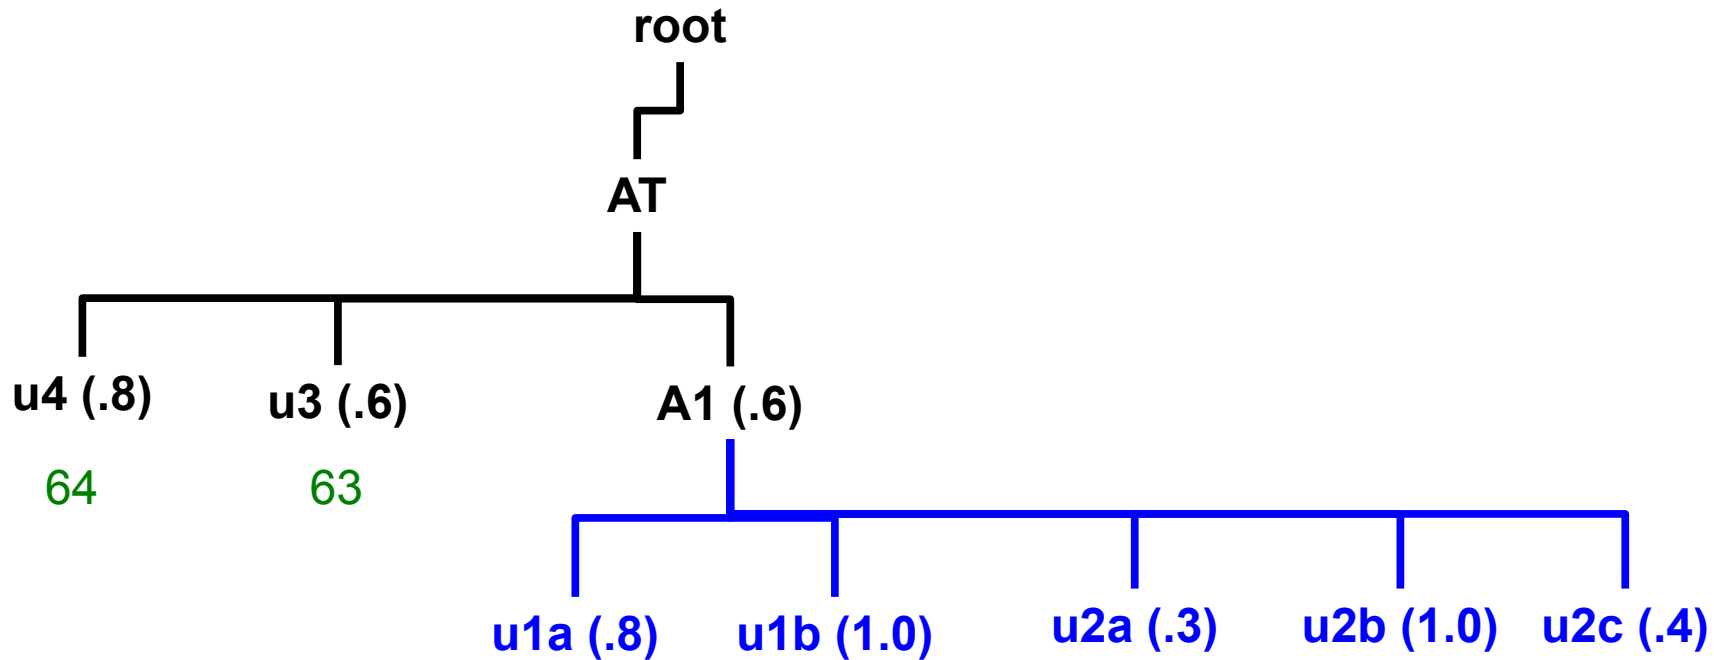 root
AT
u4 (.8)
u3 (.6)
A1 (.6)
64
63
u1a (.8)
u1b (1.0)
u2a (.3)
u2b (1.0)
u2c (.4)